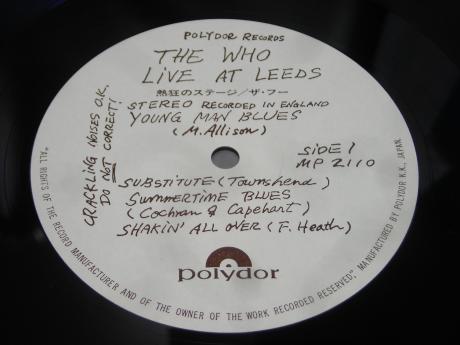 POLYDOR RECORDS
THE WHO
LIVE AT LEEDS
熱狂のステージ/ザ・フー
STEREO RECORDED IN ENGLAND
YOUNG MAN BLUES
(M. Allison)
CRACKLING NOISES O.K.
DO NOT CORRECT!
SIDE 1
MP 2110
SUBSTITUTE (Townshend)
SUMMERTIME BLUES
(Cochran & Capehart)
SHAKIN' ALL OVER (F. Heath)
polydor
"ALL RIGHTS OF THE RECORD MANUFACTURER AND OF THE OWNER OF THE WORK RECORDED RESERVED", MANUFACTURED BY POLYDOR K.K., JAPAN.